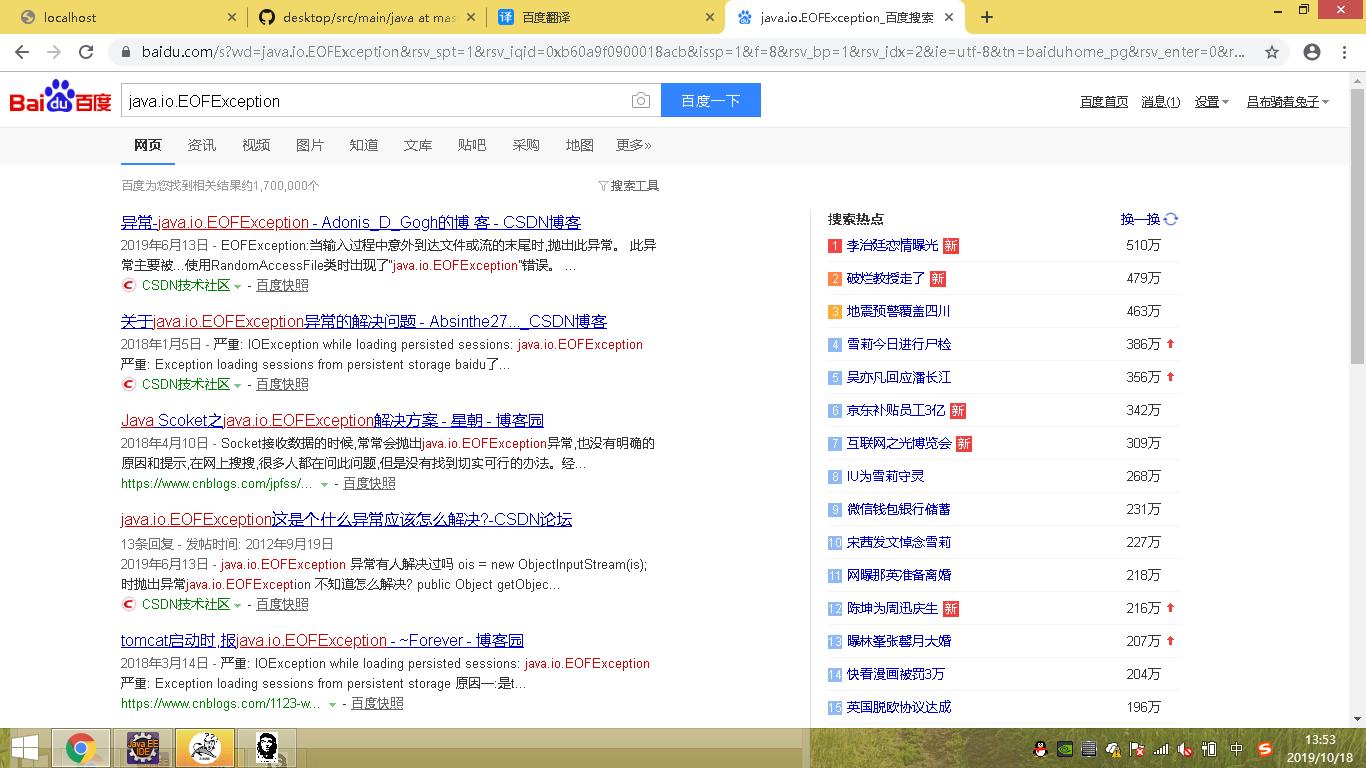 localhost
desktop/src/main/java at mas
百度翻译
java.io.EOFException_百度搜索
baidu.com/s?wd=java.io.EOFException&rsv_spt=1&rsv_iqid=0xb60a9f0900018acb&issp=1&f=8&rsv_bp=1&rsv_idx=2&ie=utf-8&tn=baiduhome_pg&rsv_enter=0&r...
Bai du 百度
java.io.EOFException
百度一下
百度首页 消息(1) 设置 吕布骑着兔子
网页 资讯 视频 图片 知道 文库 贴吧 采购 地图 更多»
百度为您找到相关结果约1,700,000个 搜索工具
异常-java.io.EOFException - Adonis_D_Gogh的博 客 - CSDN博客
2019年6月13日 - EOFException:当输入过程中意外到达文件或流的末尾时,抛出此异常。 此异
常主要被...使用RandomAccessFile类时出现了"java.io.EOFException"错误。 ...
CSDN技术社区 - 百度快照
关于java.io.EOFException异常的解决问题 - Absinthe27..._CSDN博客
2018年1月5日 - 严重: IOException while loading persisted sessions: java.io.EOFException
严重: Exception loading sessions from persistent storage baidu了...
CSDN技术社区 - 百度快照
Java Scoket之java.io.EOFException解决方案 - 星朝 - 博客园
2018年4月10日 - Socket接收数据的时候,常常会抛出java.io.EOFException异常,也没有明确的
原因和提示,在网上搜搜,很多人都在问此问题,但是没有找到切实可行的办法。经...
https://www.cnblogs.com/jpfss/... - 百度快照
java.io.EOFException这是个什么异常应该怎么解决?-CSDN论坛
13条回复 - 发帖时间: 2012年9月19日
2019年6月13日 - java.io.EOFException 异常有人解决过吗 ois = new ObjectInputStream(is);
时抛出异常java.io.EOFException 不知道怎么解决? public Object getObjec...
CSDN技术社区 - 百度快照
tomcat启动时,报java.io.EOFException - ~Forever - 博客园
2018年3月14日 - 严重: IOException while loading persisted sessions: java.io.EOFException
严重: Exception loading sessions from persistent storage 原因一:是t...
https://www.cnblogs.com/1123-w... - 百度快照
搜索热点 换一换
1 李治廷恋情曝光 新 510万
2 破烂教授走了 新 479万
3 地震预警覆盖四川 463万
4 雪莉今日进行尸检 386万
5 吴亦凡回应潘长江 356万
6 京东补贴员工3亿 新 342万
7 互联网之光博览会 新 309万
8 IU为雪莉守灵 268万
9 微信钱包银行储蓄 231万
10 宋茜发文悼念雪莉 227万
11 网曝那英准备离婚 218万
12 陈坤为周迅庆生 新 216万
13 曝林峯张馨月大婚 207万
14 快看漫画被罚3万 204万
15 英国脱欧协议达成 196万
Java EE
IDE
中
13:53
2019/10/18